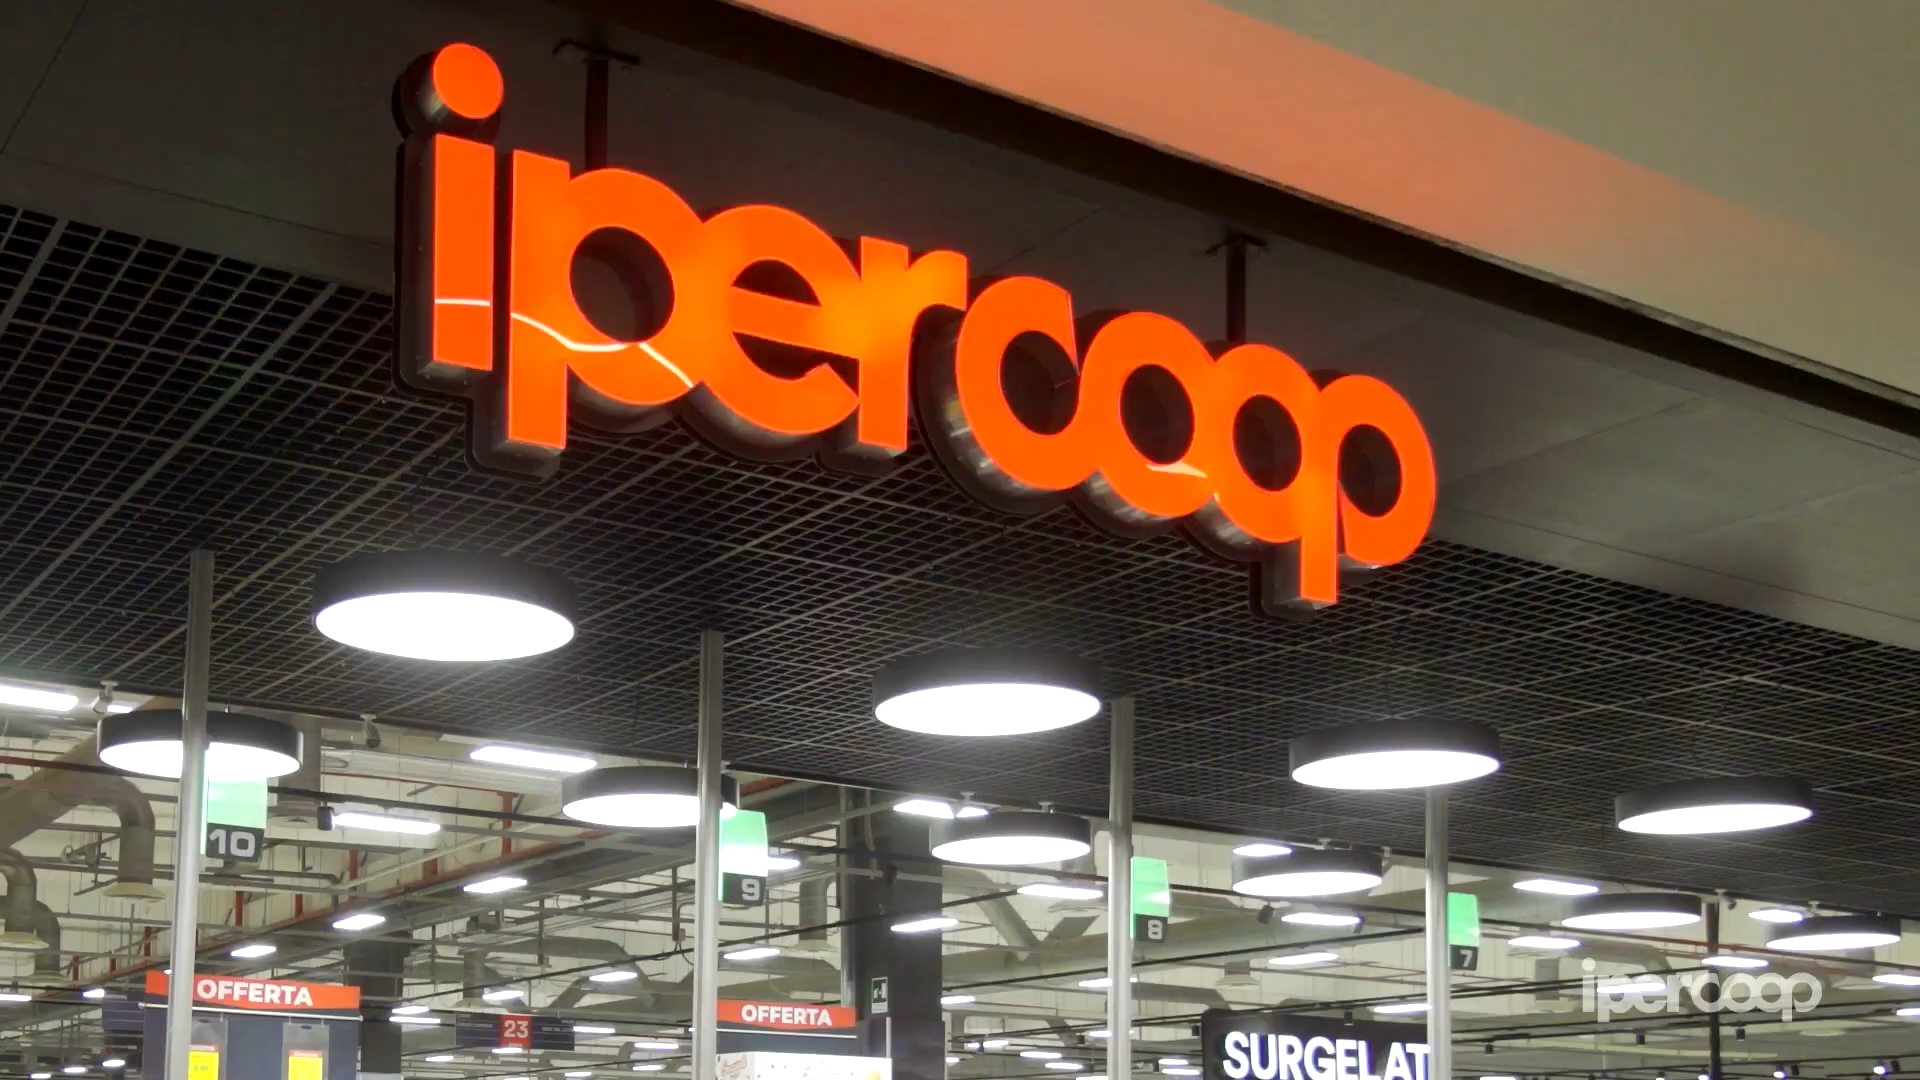 ipercoop
10
9
8
7
OFFERTA
OFFERTA
23
SURGELAT
ipercoop